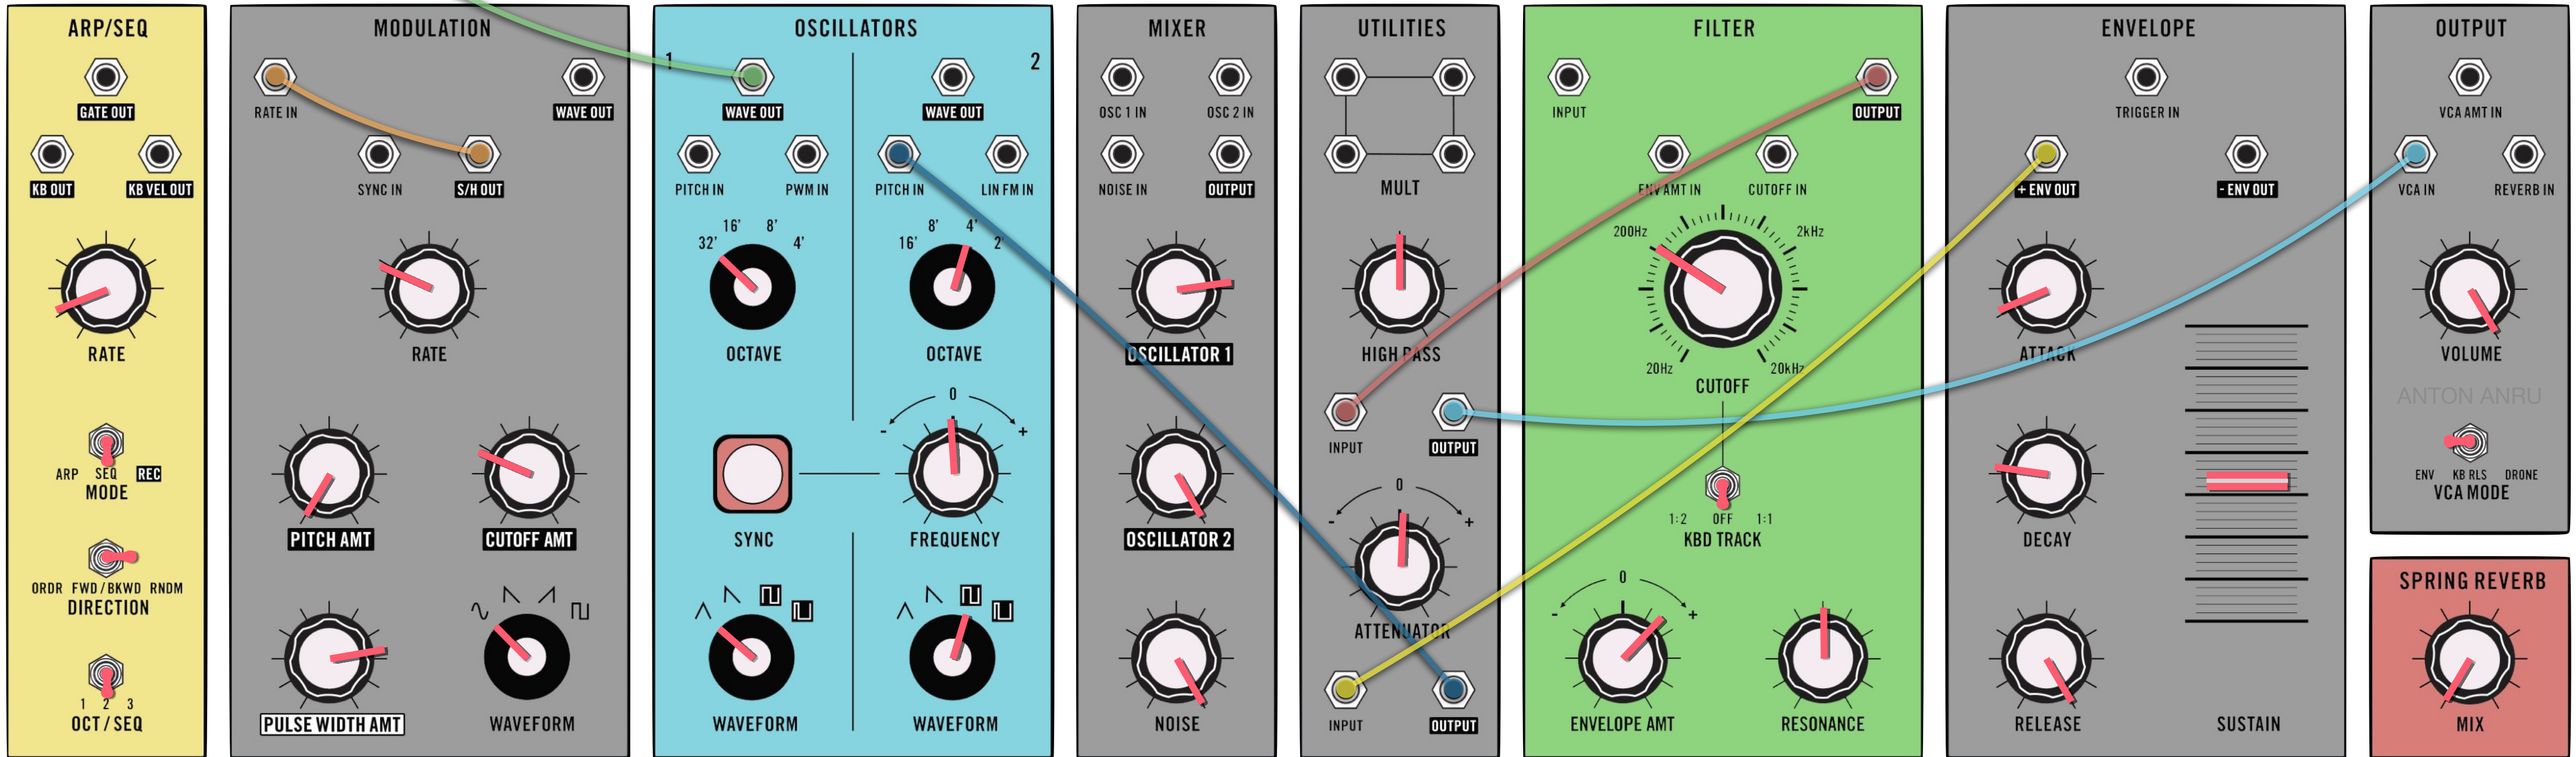 ARP/SEQ
GATE OUT
KB OUT
KB VEL OUT
RATE
ARP SEQ REC
MODE
ORDR FWD/BKWD RNDM
DIRECTION
1 2 3
OCT/SEQ
MODULATION
RATE IN
WAVE OUT
SYNC IN
S/H OUT
RATE
PITCH AMT
CUTOFF AMT
PULSE WIDTH AMT
WAVEFORM
OSCILLATORS
1
2
WAVE OUT
WAVE OUT
PITCH IN
PWM IN
PITCH IN
LIN FM IN
32' 16' 8' 4'
16' 8' 4' 2'
OCTAVE
OCTAVE
- 0 +
SYNC
FREQUENCY
WAVEFORM
WAVEFORM
MIXER
OSC 1 IN
OSC 2 IN
NOISE IN
OUTPUT
OSCILLATOR 1
OSCILLATOR 2
NOISE
UTILITIES
MULT
HIGH PASS
INPUT
OUTPUT
- 0 +
ATTENUATOR
INPUT
OUTPUT
FILTER
INPUT
OUTPUT
ENV AMT IN
CUTOFF IN
200Hz
2kHz
20Hz
20kHz
CUTOFF
1:2 OFF 1:1
KBD TRACK
- 0 +
ENVELOPE AMT
RESONANCE
ENVELOPE
TRIGGER IN
+ ENV OUT
- ENV OUT
ATTACK
DECAY
RELEASE
SUSTAIN
OUTPUT
VCA AMT IN
VCA IN
REVERB IN
VOLUME
ANTON ANRU
ENV KB RLS DRONE
VCA MODE
SPRING REVERB
MIX